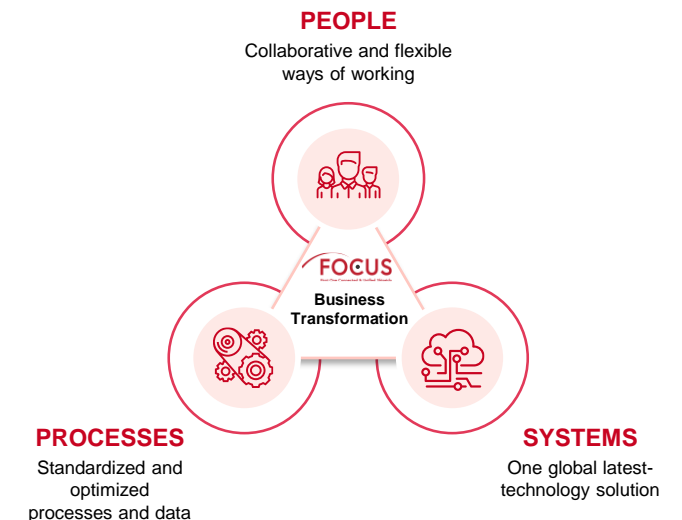 PEOPLE
Collaborative and flexible
ways of working
FOCUS
Business
Transformation
PROCESSES
Standardized and
optimized
processes and data
SYSTEMS
One global latest-
technology solution